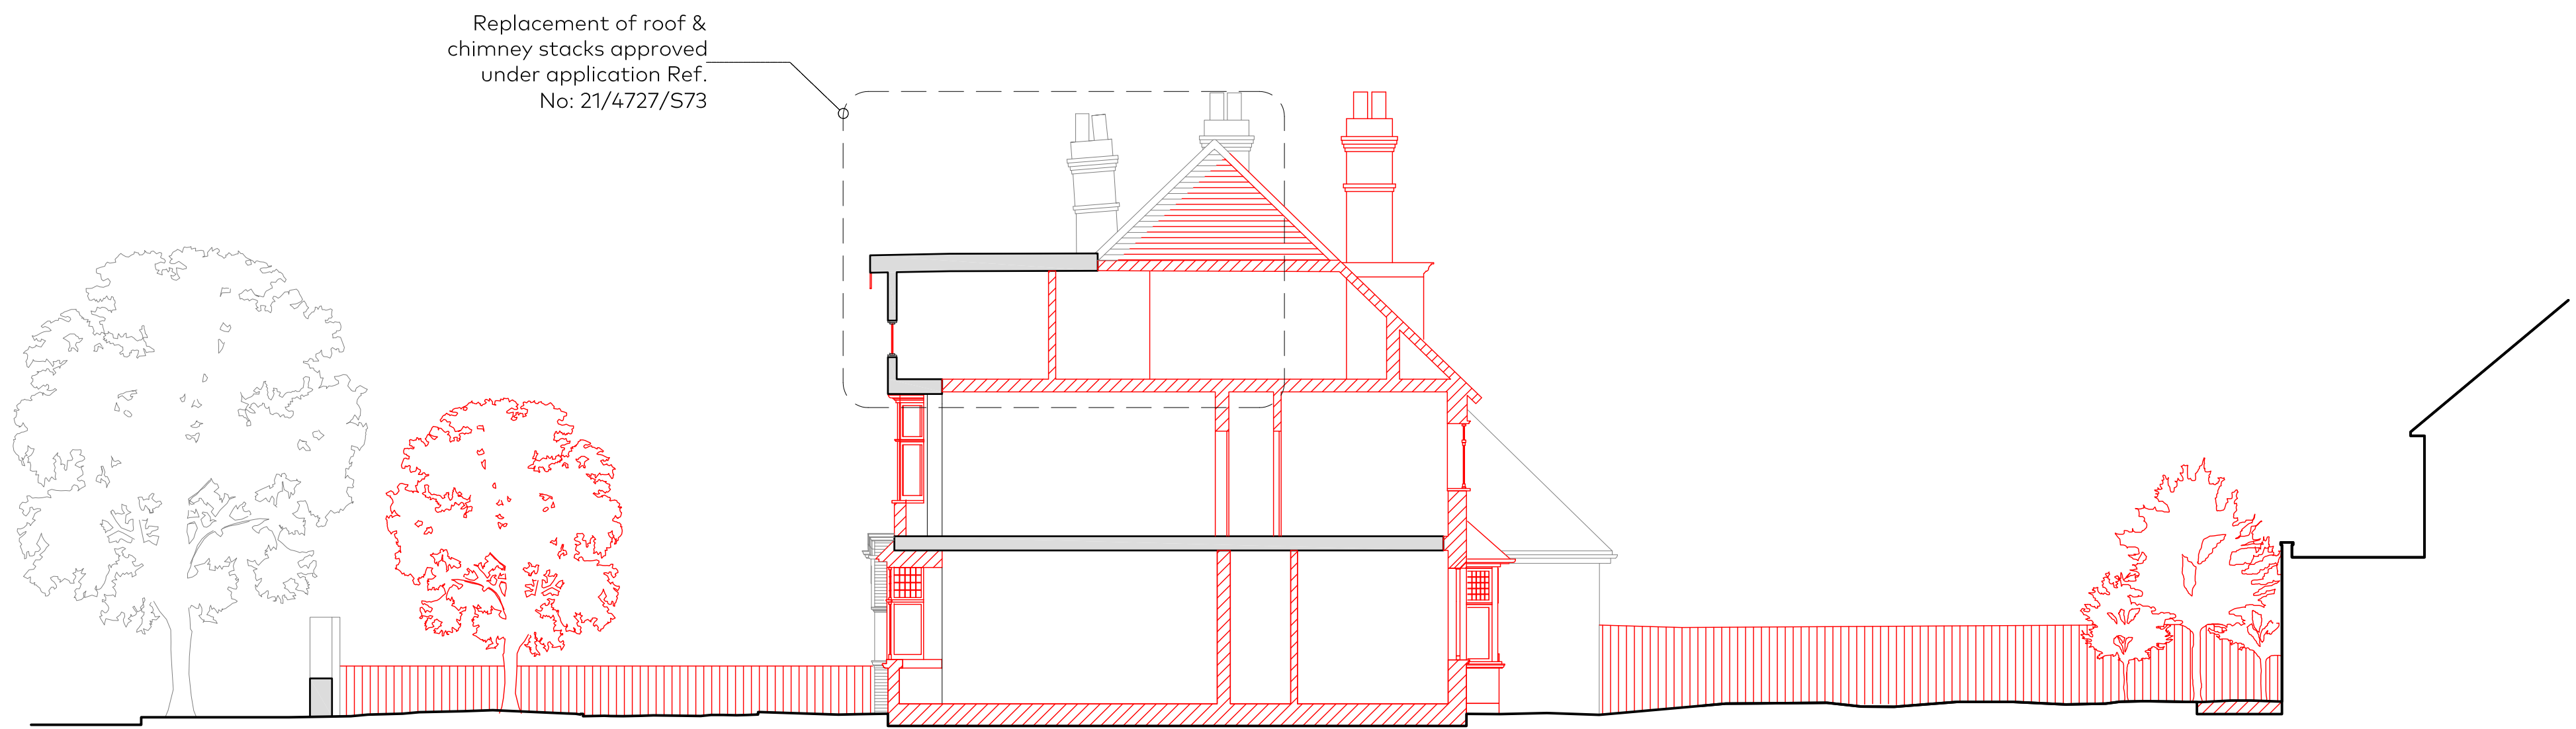 Replacement of roof &
chimney stacks approved
under application Ref.
No: 21/4727/S73